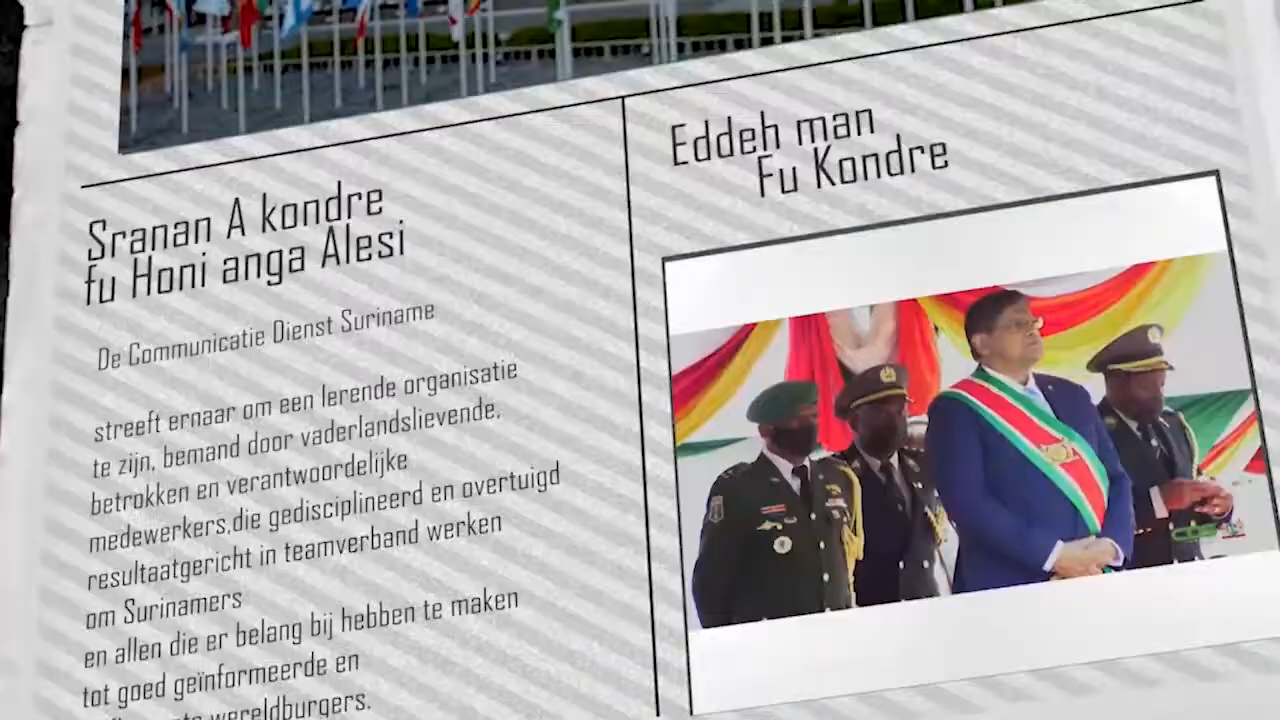 Sranan A kondre
fu Honi anga Alesi
De Communicatie Dienst Suriname
streeft ernaar om een lerende organisatie
te zijn, bemand door vaderlandslievende,
betrokken en verantwoordelijke
medewerkers,die gedisciplineerd en overtuigd
resultaatgericht in teamverband werken
om Surinamers
en allen die er belang bij hebben te maken
tot goed geïnformeerde en
wereldburgers.
Eddeh man
Fu Kondre